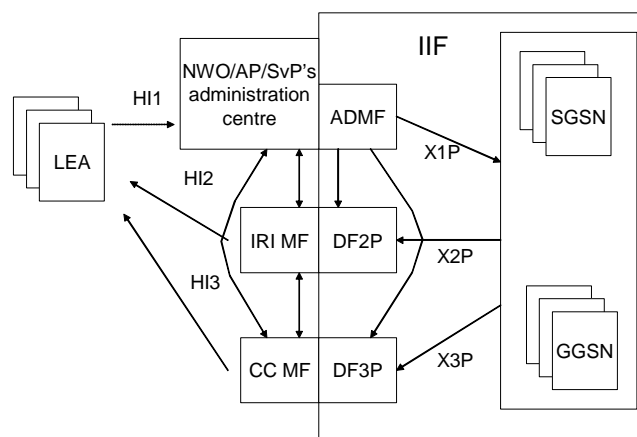 IIF
NWO/AP/SvP's
administration
centre
HI1
ADMF
SGSN
LEA
X1P
HI2
IRI MF
DF2P
X2P
HI3
GGSN
X3P
CC MF
DF3P